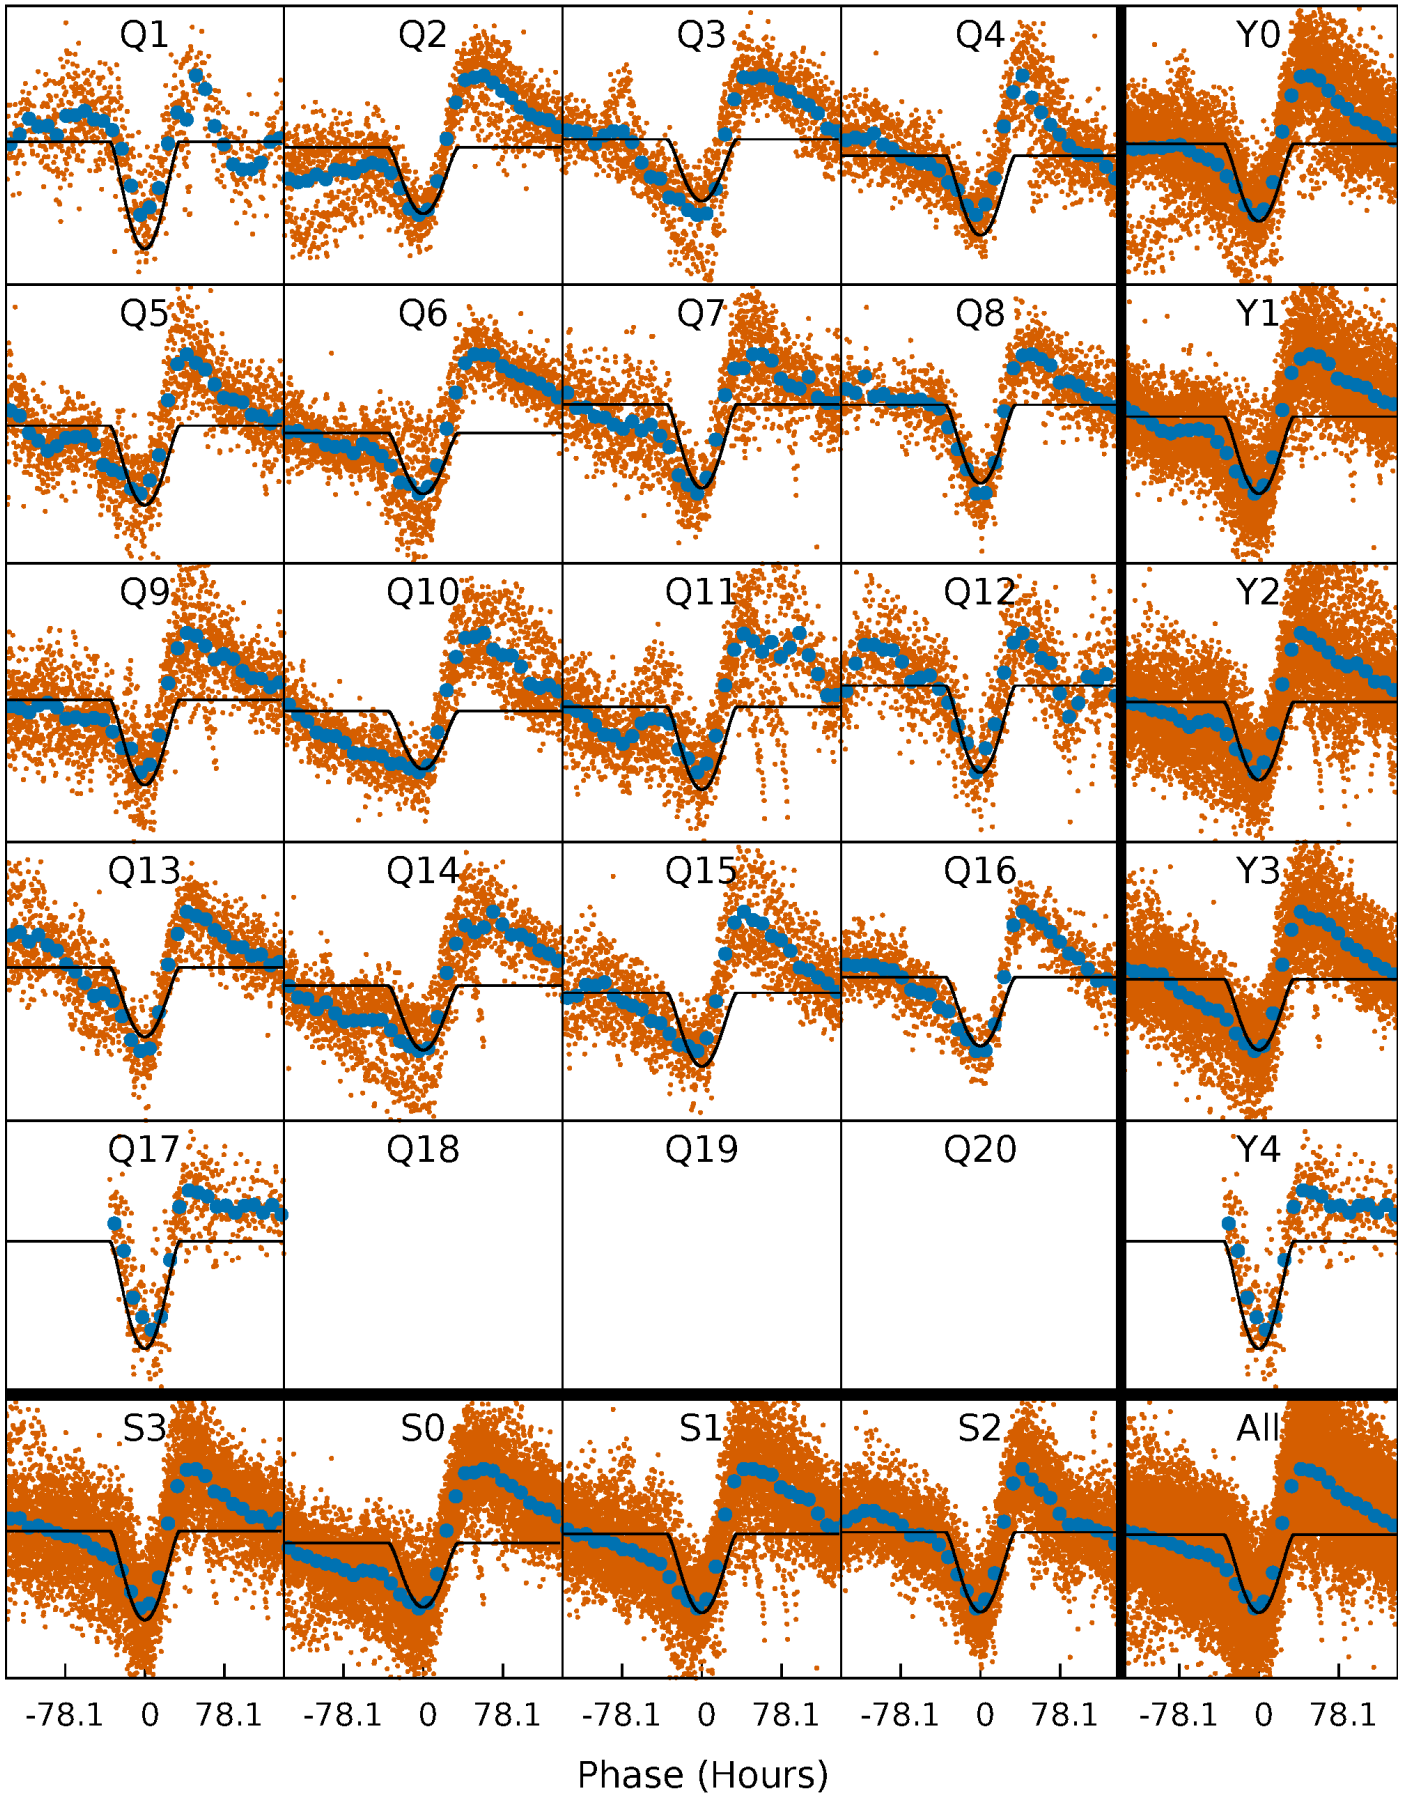 Q1 Q2 Q3 Q4 Y0
Q5 Q6 Q7 Q8 Y1
Q9 Q10 Q11 Q12 Y2
Q13 Q14 Q15 Q16 Y3
Q17 Q18 Q19 Q20 Y4
S3 S0 S1 S2 All
-78.1 0 78.1 -78.1 0 78.1 -78.1 0 78.1 -78.1 0 78.1 -78.1 0 78.1
Phase (Hours)